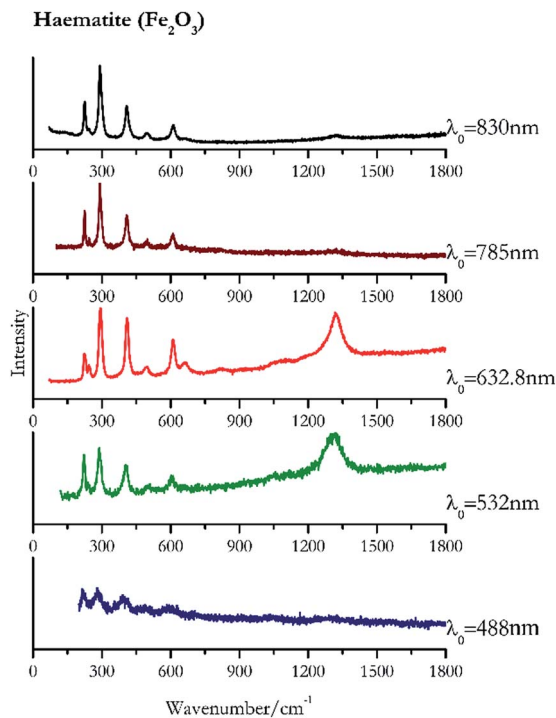 Haematite (Fe₂O₃)
λ₀=830nm
0 300 600 900 1200 1500 1800
λ₀=785nm
0 300 600 900 1200 1500 1800
Intensity
λ₀=632.8nm
0 300 600 900 1200 1500 1800
λ₀=532nm
0 300 600 900 1200 1500 1800
λ₀=488nm
0 300 600 900 1200 1500 1800
Wavenumber/cm⁻¹